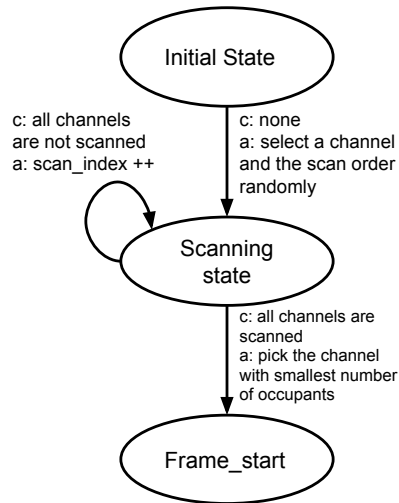 Initial State
c: all channels
are not scanned
a: scan_index ++
c: none
a: select a channel
and the scan order
randomly
Scanning
state
c: all channels are
scanned
a: pick the channel
with smallest number
of occupants
Frame_start